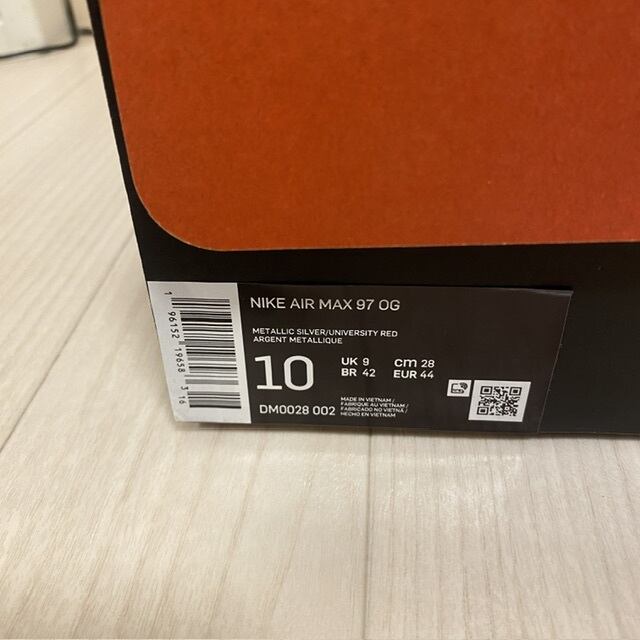 NIKE AIR MAX 97 OG
METALLIC SILVER/UNIVERSITY RED
ARGENT METALLIQUE
10
UK 9 cm 28
BR 42 EUR 44
DM0028 002
MADE IN VIETNAM /
FABRIQUE AU VIETNAM /
FABRICADO NO VIETNÃ /
HECHO EN VIETNAM
1 96152 19658 3 16